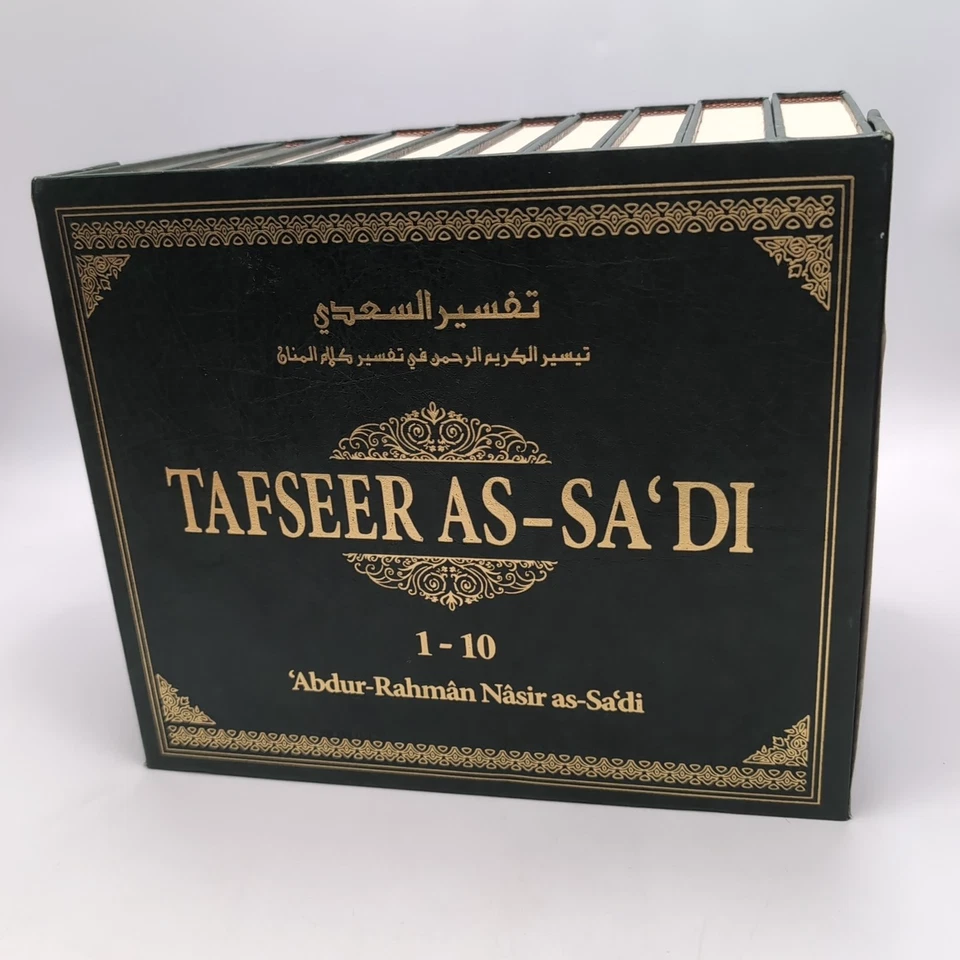 تفسير السعدي
تيسير الكريم الرحمن في تفسير كلام المنان
TAFSEER AS-SA‘DI
1 - 10
‘Abdur-Rahmân Nâsir as-Sa‘di